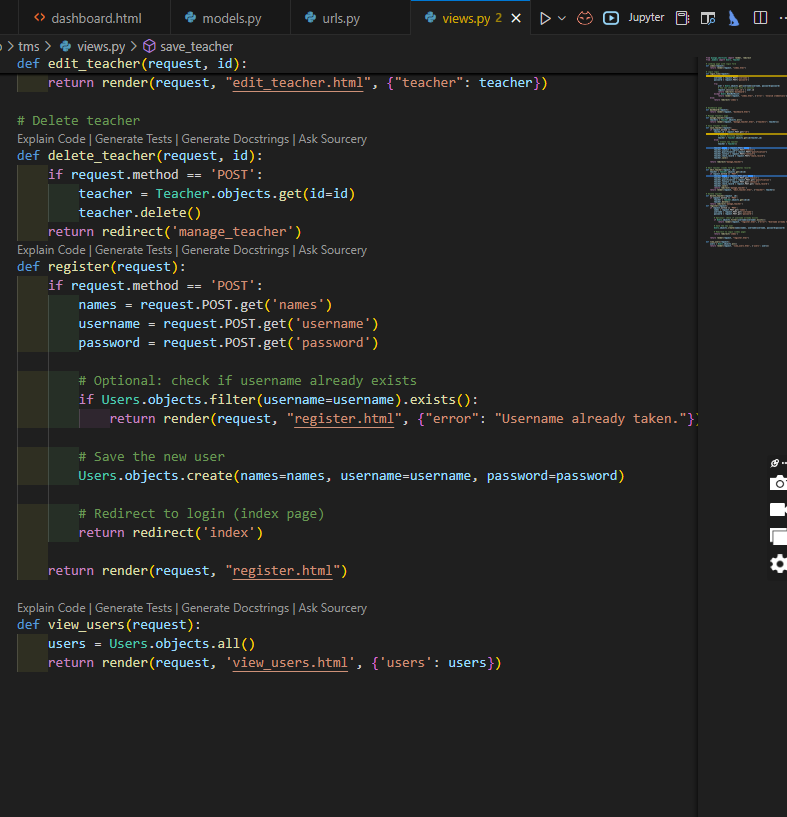 dashboard.html models.py urls.py views.py 2 Jupyter
tms > views.py > save_teacher
def edit_teacher(request, id):
return render(request, "edit_teacher.html", {"teacher": teacher})
# Delete teacher
Explain Code | Generate Tests | Generate Docstrings | Ask Sourcery
def delete_teacher(request, id):
if request.method == 'POST':
teacher = Teacher.objects.get(id=id)
teacher.delete()
return redirect('manage_teacher')
Explain Code | Generate Tests | Generate Docstrings | Ask Sourcery
def register(request):
if request.method == 'POST':
names = request.POST.get('names')
username = request.POST.get('username')
password = request.POST.get('password')
# Optional: check if username already exists
if Users.objects.filter(username=username).exists():
return render(request, "register.html", {"error": "Username already taken."})
# Save the new user
Users.objects.create(names=names, username=username, password=password)
# Redirect to login (index page)
return redirect('index')
return render(request, "register.html")
Explain Code | Generate Tests | Generate Docstrings | Ask Sourcery
def view_users(request):
users = Users.objects.all()
return render(request, 'view_users.html', {'users': users})